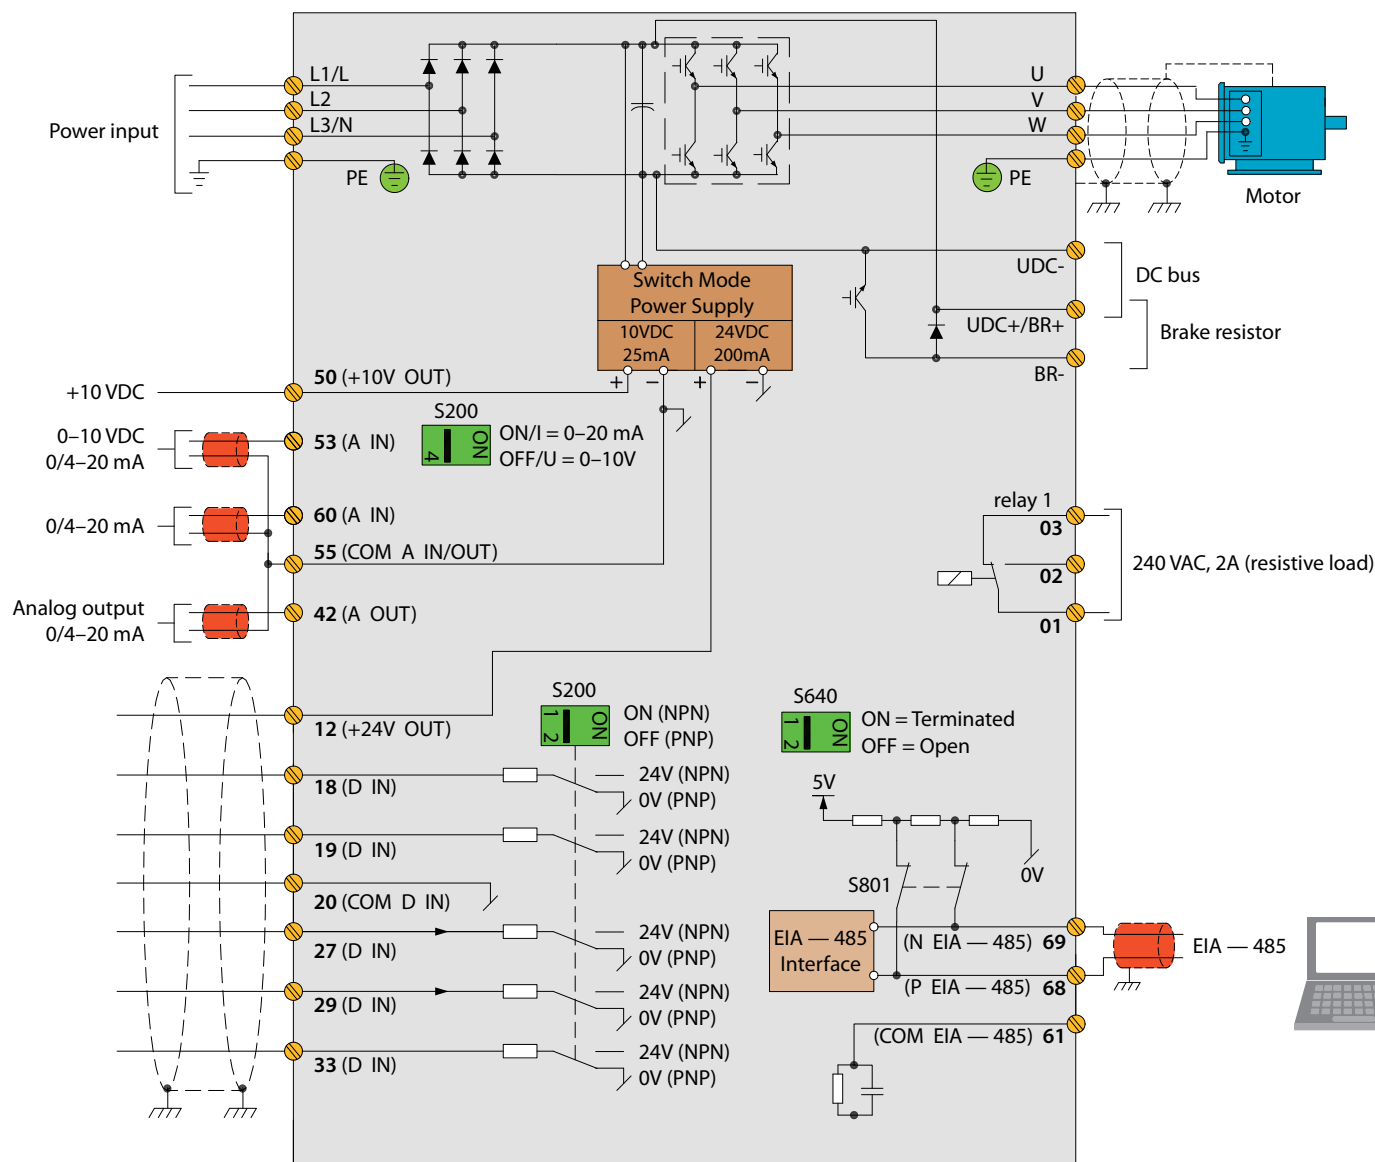 Power input
L1/L
L2
L3/N
PE
U
V
W
PE
Motor
UDC-
DC bus
UDC+/BR+
Brake resistor
BR-
Switch Mode
Power Supply
10VDC
25mA
24VDC
200mA
+ − + −
+10 VDC
50 (+10V OUT)
0–10 VDC
0/4–20 mA
53 (A IN)
S200
ON
4
ON/I = 0–20 mA
OFF/U = 0–10V
0/4–20 mA
60 (A IN)
55 (COM A IN/OUT)
Analog output
0/4–20 mA
42 (A OUT)
relay 1
03
02
01
240 VAC, 2A (resistive load)
12 (+24V OUT)
S200
ON
1 2
ON (NPN)
OFF (PNP)
18 (D IN)
24V (NPN)
0V (PNP)
19 (D IN)
24V (NPN)
0V (PNP)
20 (COM D IN)
27 (D IN)
24V (NPN)
0V (PNP)
29 (D IN)
24V (NPN)
0V (PNP)
33 (D IN)
24V (NPN)
0V (PNP)
S640
ON
1 2
ON = Terminated
OFF = Open
5V
0V
S801
EIA — 485
Interface
(N EIA — 485) 69
(P EIA — 485) 68
(COM EIA — 485) 61
EIA — 485